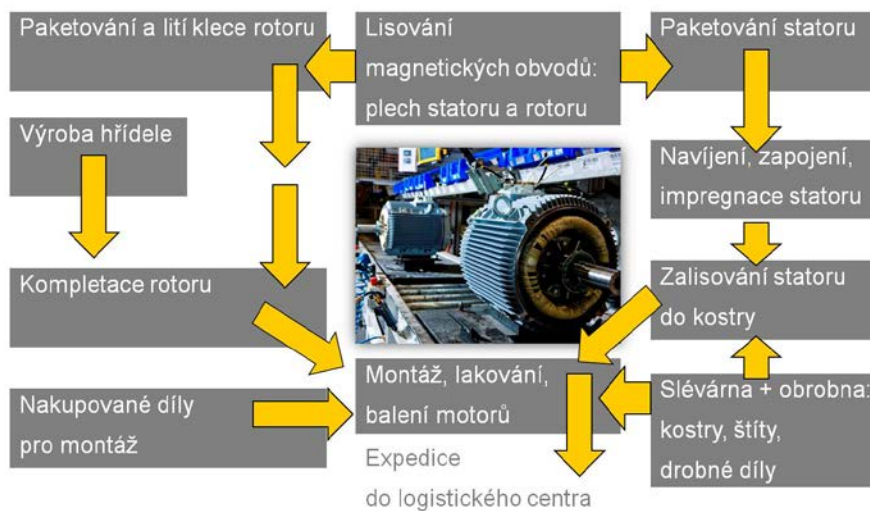 Paketování a lití klece rotoru
Lisování
magnetických obvodů:
plech statoru a rotoru
Paketování statoru
Výroba hřídele
Navíjení, zapojení,
impregnace statoru
Kompletace rotoru
Zalisování statoru
do kostry
Montáž, lakování,
balení motorů
Nakupované díly
pro montáž
Slévárna + obrobna:
kostry, štíty,
drobné díly
Expedice
do logistického centra